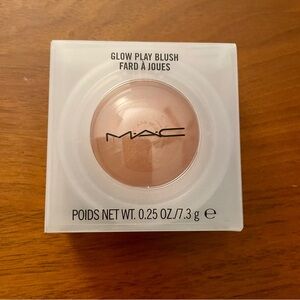 GLOW PLAY BLUSH
FARD À JOUES
MAC
POIDS NET WT. 0.25 OZ./7.3 g ℮